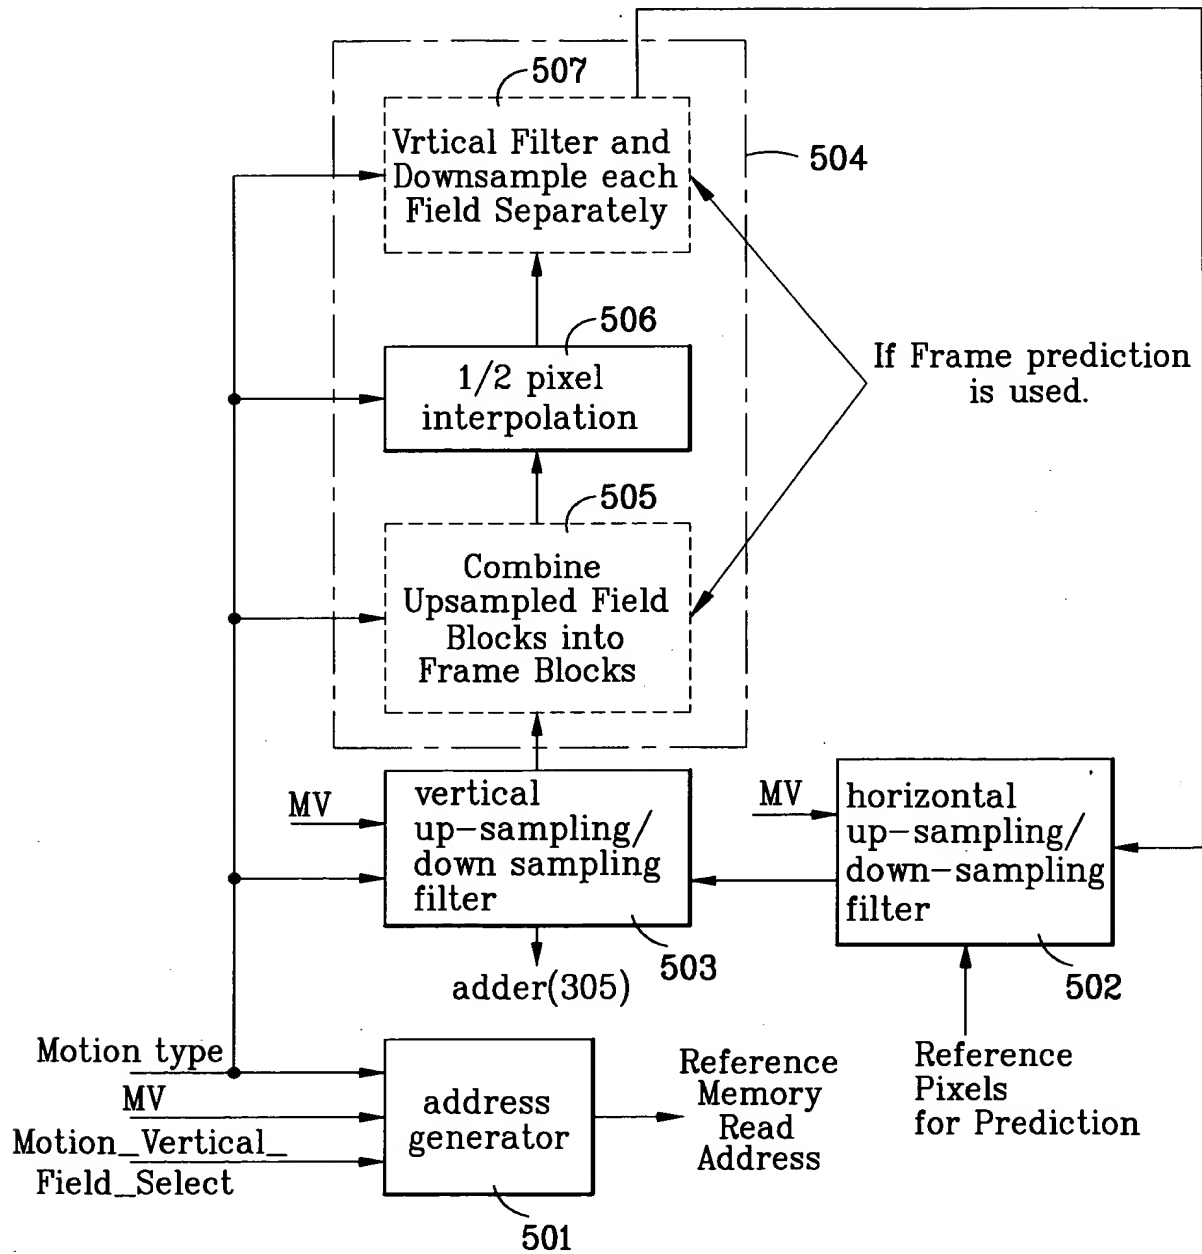 507
Vrtical Filter and
Downsample each
Field Separately
504
506
1/2 pixel
interpolation
If Frame prediction
is used.
505
Combine
Upsampled Field
Blocks into
Frame Blocks
MV
vertical
up-sampling/
down sampling
filter
503
adder(305)
MV
horizontal
up-sampling/
down-sampling
filter
502
Reference
Pixels
for Prediction
Motion type
MV
Motion_Vertical_
Field_Select
address
generator
501
Reference
Memory
Read
Address